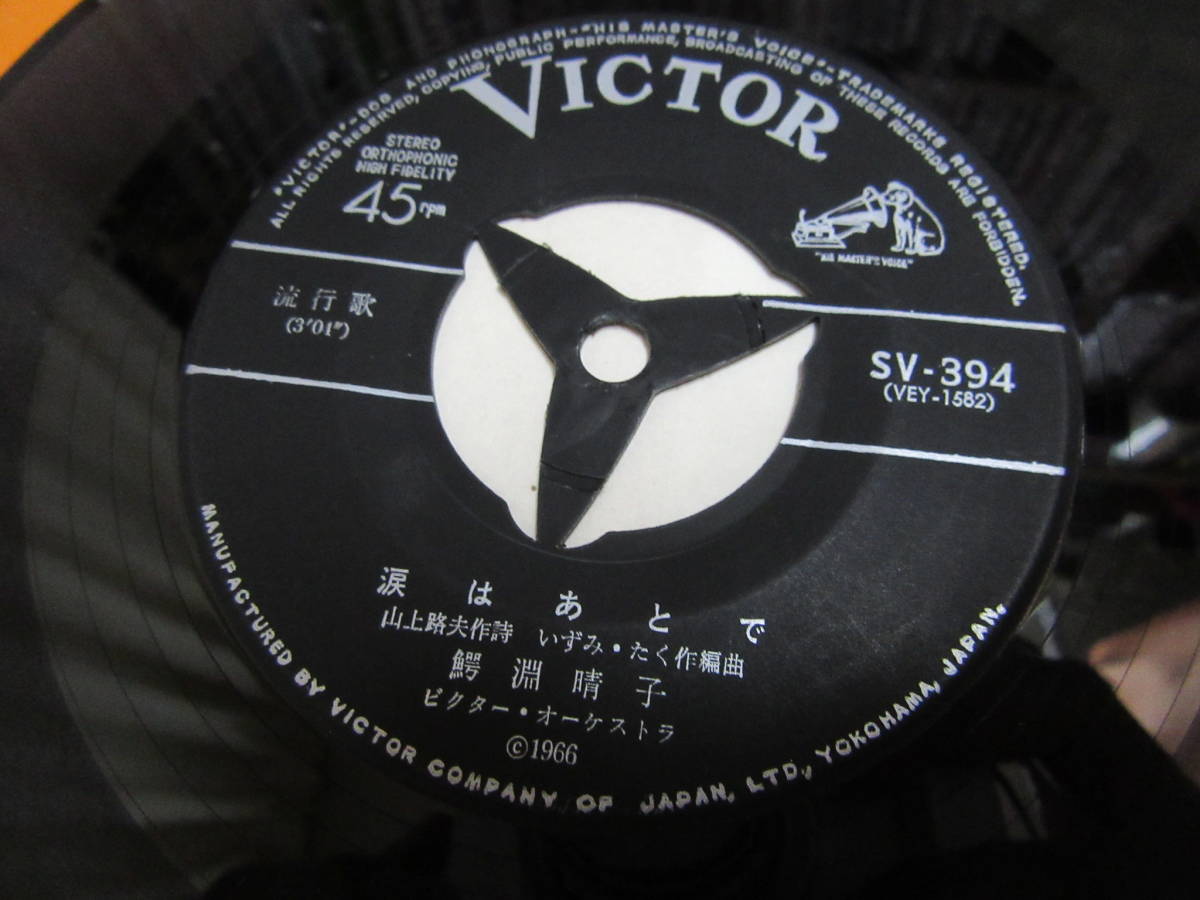 "VICTOR"-DOG AND PHONOGRAPH-"HIS MASTER'S VOICE"-TRADEMARKS REGISTERED.
ALL RIGHTS RESERVED, COPYING, PUBLIC PERFORMANCE, BROADCASTING OF THESE RECORDS ARE FORBIDDEN.
VICTOR
STEREO
ORTHOPHONIC
HIGH FIDELITY
45 rpm
"HIS MASTER'S VOICE"
流行歌
(3′01″)
SV-394
(VEY-1582)
涙はあとで
山上路夫作詩 いずみ・たく作編曲
鰐淵晴子
ビクター・オーケストラ
©1966
MANUFACTURED BY VICTOR COMPANY OF JAPAN, LTD., YOKOHAMA, JAPAN.